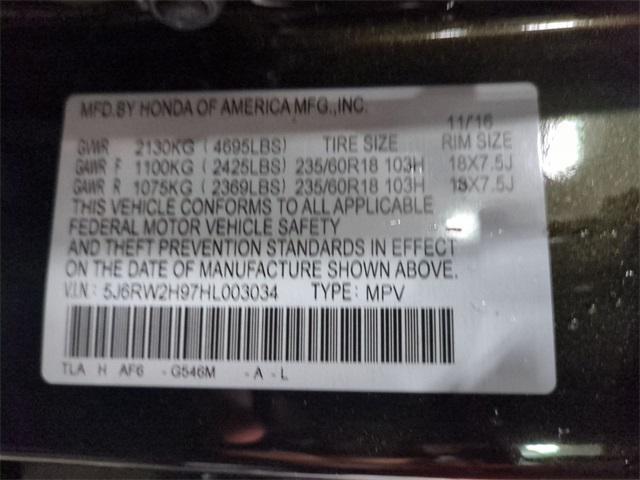 MFD.BY HONDA OF AMERICA MFG.,INC.
11/16
GVWR 2130KG ( 4695LBS) TIRE SIZE RIM SIZE
GAWR F 1100KG ( 2425LBS) 235/60R18 103H 18X7.5J
GAWR R 1075KG ( 2369LBS) 235/60R18 103H 18X7.5J
THIS VEHICLE CONFORMS TO ALL APPLICABLE
FEDERAL MOTOR VEHICLE SAFETY
AND THEFT PREVENTION STANDARDS IN EFFECT
ON THE DATE OF MANUFACTURE SHOWN ABOVE.
V.I.N : 5J6RW2H97HL003034 TYPE : MPV
TLA H AF6 - G546M - A - L